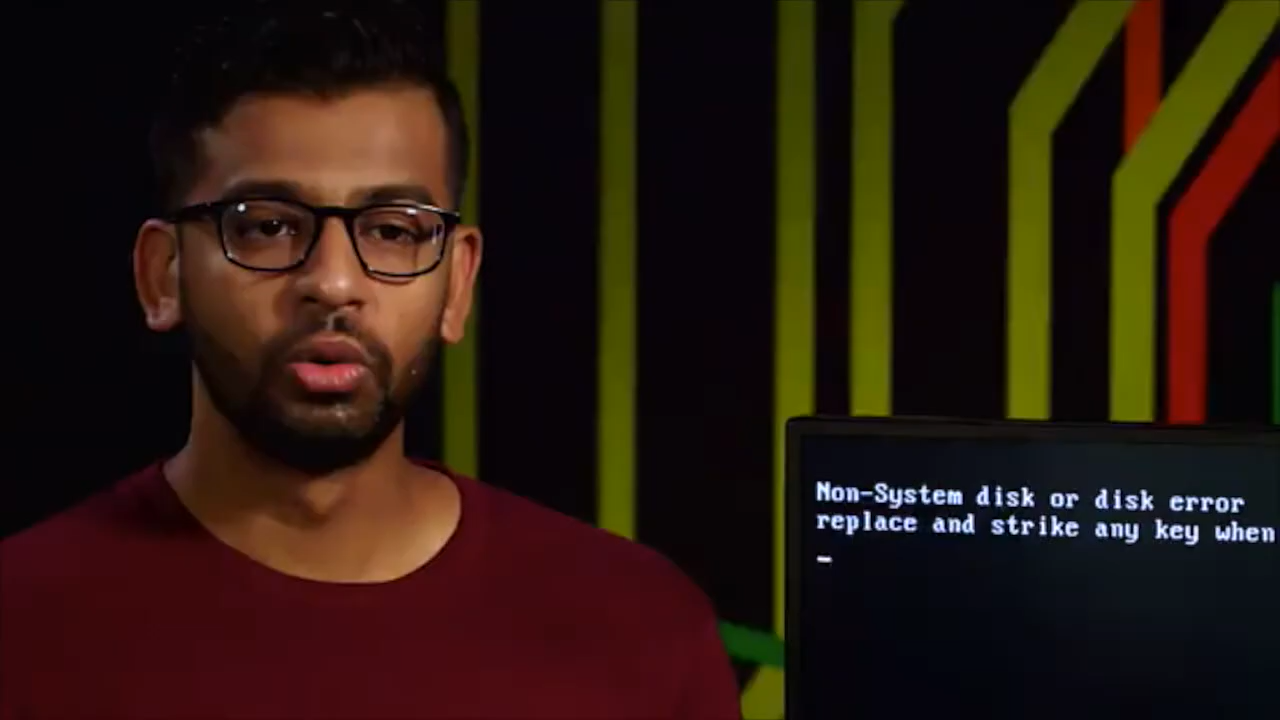 Non-System disk or disk error
replace and strike any key when
_